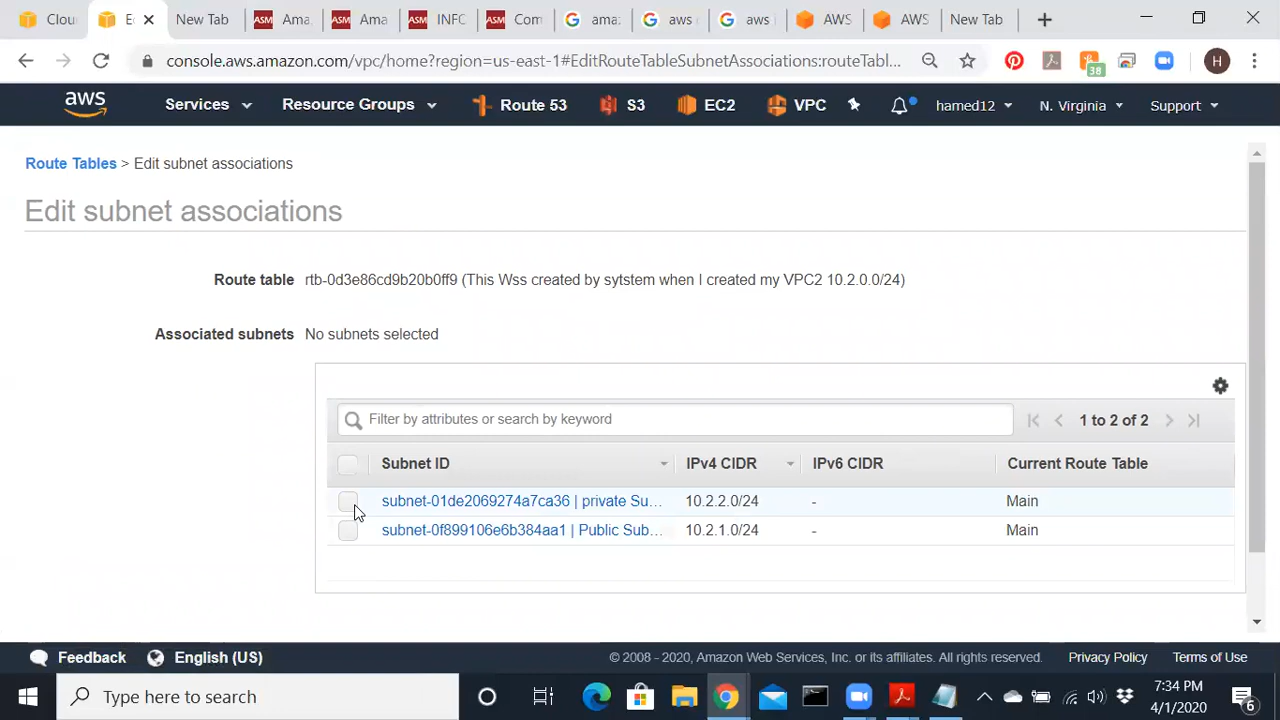 Clou
E
New Tab
ASM Ama
ASM Ama
ASM INFC
ASM Com
amaz
aws
aws
AWS
AWS
New Tab
console.aws.amazon.com/vpc/home?region=us-east-1#EditRouteTableSubnetAssociations:routeTabl...
38
H
aws Services Resource Groups Route 53 S3 EC2 VPC hamed12 N. Virginia Support
Route Tables > Edit subnet associations
Edit subnet associations
Route table rtb-0d3e86cd9b20b0ff9 (This Wss created by sytstem when I created my VPC2 10.2.0.0/24)
Associated subnets No subnets selected
Filter by attributes or search by keyword 1 to 2 of 2
Subnet ID IPv4 CIDR IPv6 CIDR Current Route Table
subnet-01de2069274a7ca36 | private Su... 10.2.2.0/24 - Main
subnet-0f899106e6b384aa1 | Public Sub... 10.2.1.0/24 - Main
Feedback English (US) © 2008 - 2020, Amazon Web Services, Inc. or its affiliates. All rights reserved. Privacy Policy Terms of Use
Type here to search
7:34 PM
4/1/2020
6